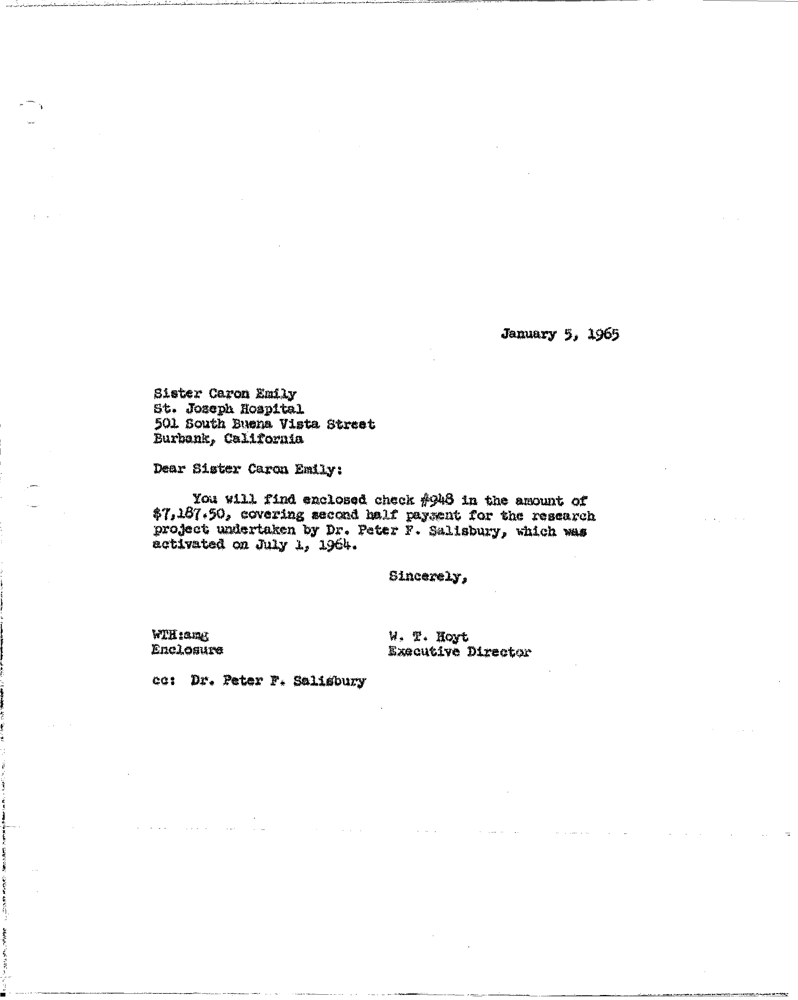 January 5, 1965
Sister Caron Emily
St. Joseph Hospital
501 South Buena Vista Street
Burbank, California
Dear Sister Caron Emily:
You will find enclosed check #948 in the amount of
$7,187.50, covering second half payment for the research
project undertaken by Dr. Peter F. Salisbury, which was
activated on July 1, 1964.
Sincerely,
WTH:amg
Enclosure
W. T. Hoyt
Executive Director
cc: Dr. Peter F. Salisbury